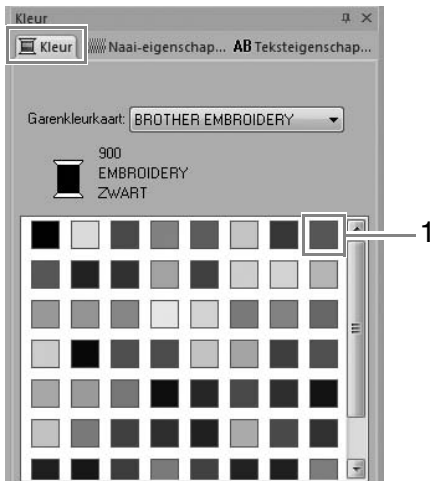 Kleur
Kleur Naai-eigenschap... AB Teksteigenschap...
Garenkleurkaart: BROTHER EMBROIDERY
900
EMBROIDERY
ZWART
1